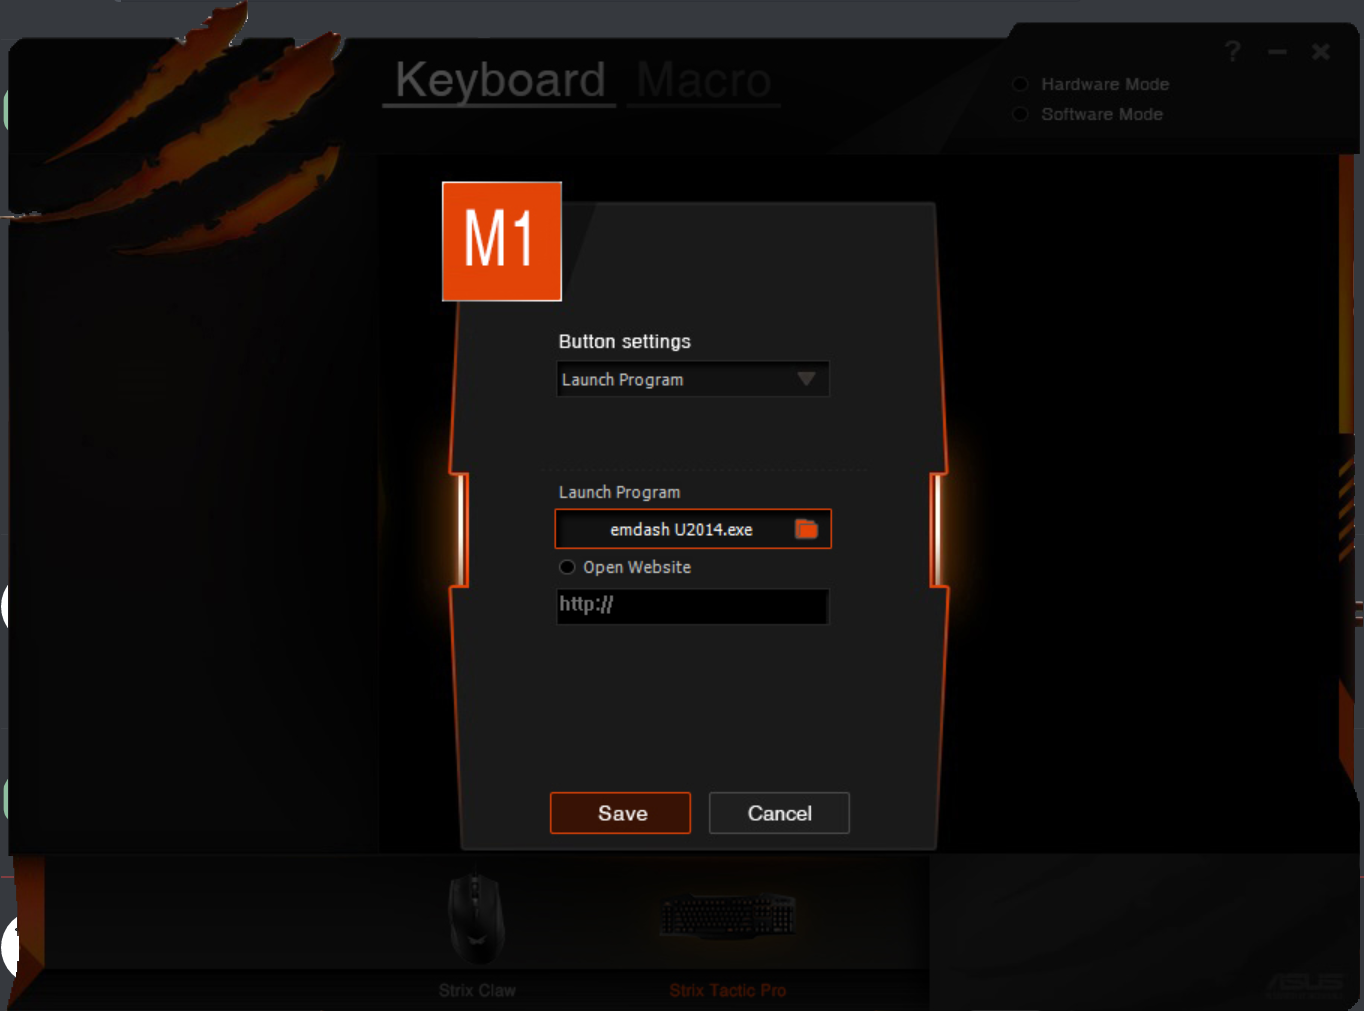 Keyboard Macro
?
Hardware Mode
Software Mode
M1
Button settings
Launch Program
Launch Program
emdash U2014.exe
Open Website
http://
Save Cancel
Strix Claw Strix Tactic Pro
ASUS